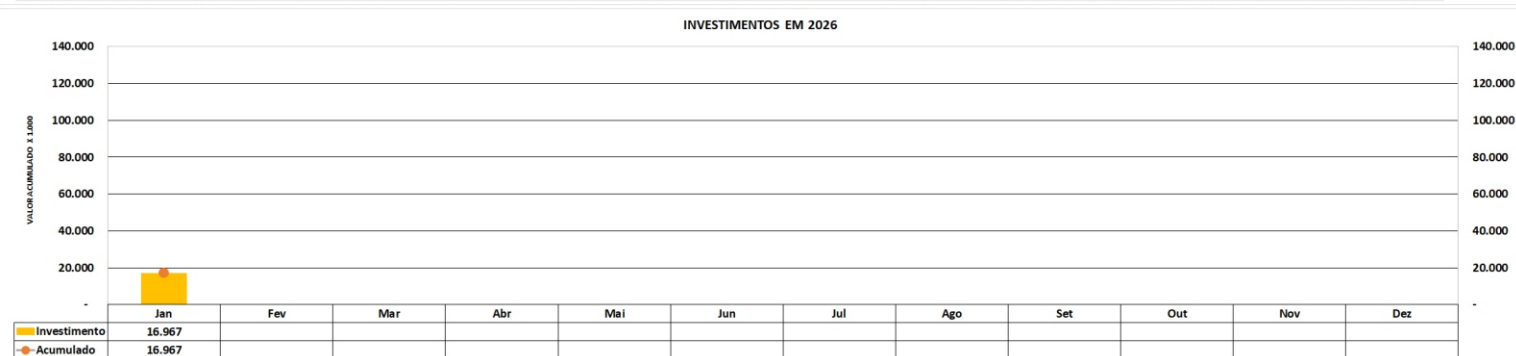 INVESTIMENTOS EM 2026
140.000 140.000
120.000 120.000
100.000 100.000
80.000 80.000
60.000 60.000
40.000 40.000
20.000 20.000
- -
VALOR ACUMULADO X 1.000
Jan Fev Mar Abr Mai Jun Jul Ago Set Out Nov Dez
Investimento 16.967
Acumulado 16.967